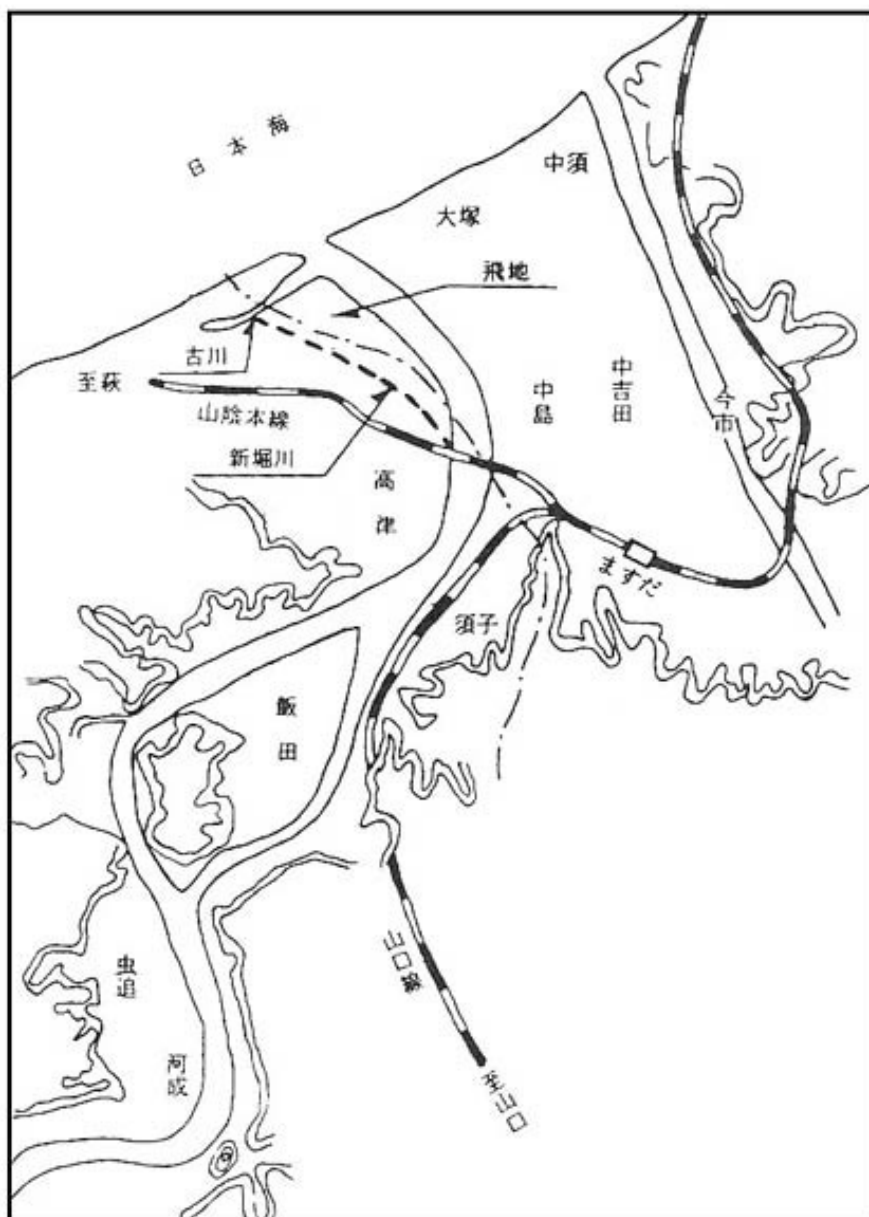 日本海
中須
大塚
飛地
古川
至萩
山陰本線
新堀川
中島
中吉田
今市
高津
ますだ
須子
飯田
山口線
虫追
河成
至山口